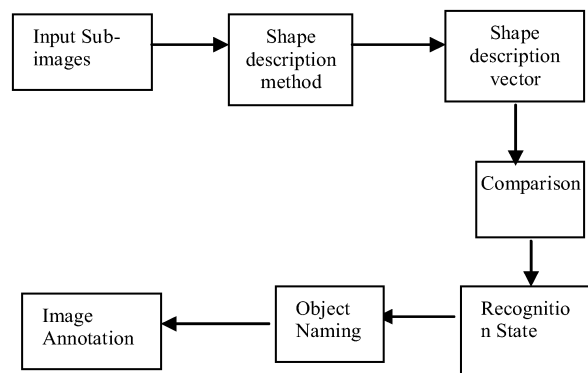 Input Sub-
images
Shape
description
method
Shape
description
vector
Comparison
Recognitio
n State
Object
Naming
Image
Annotation